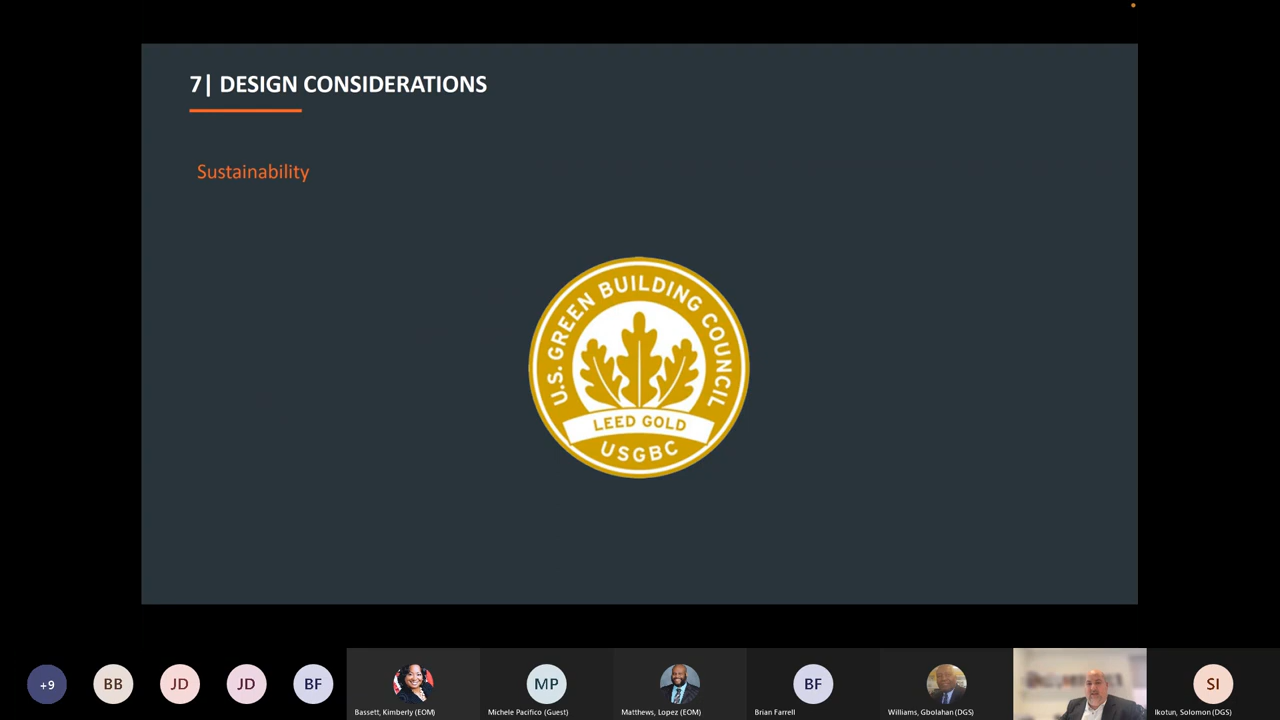 7| DESIGN CONSIDERATIONS
Sustainability
U.S. GREEN BUILDING COUNCIL
LEED GOLD
USGBC
+9
BB
JD
JD
BF
MP
BF
SI
Bassett, Kimberly (EOM)
Michele Pacifico (Guest)
Matthews, Lopez (EOM)
Brian Farrell
Williams, Gbolahan (DGS)
Ikotun, Solomon (DGS)